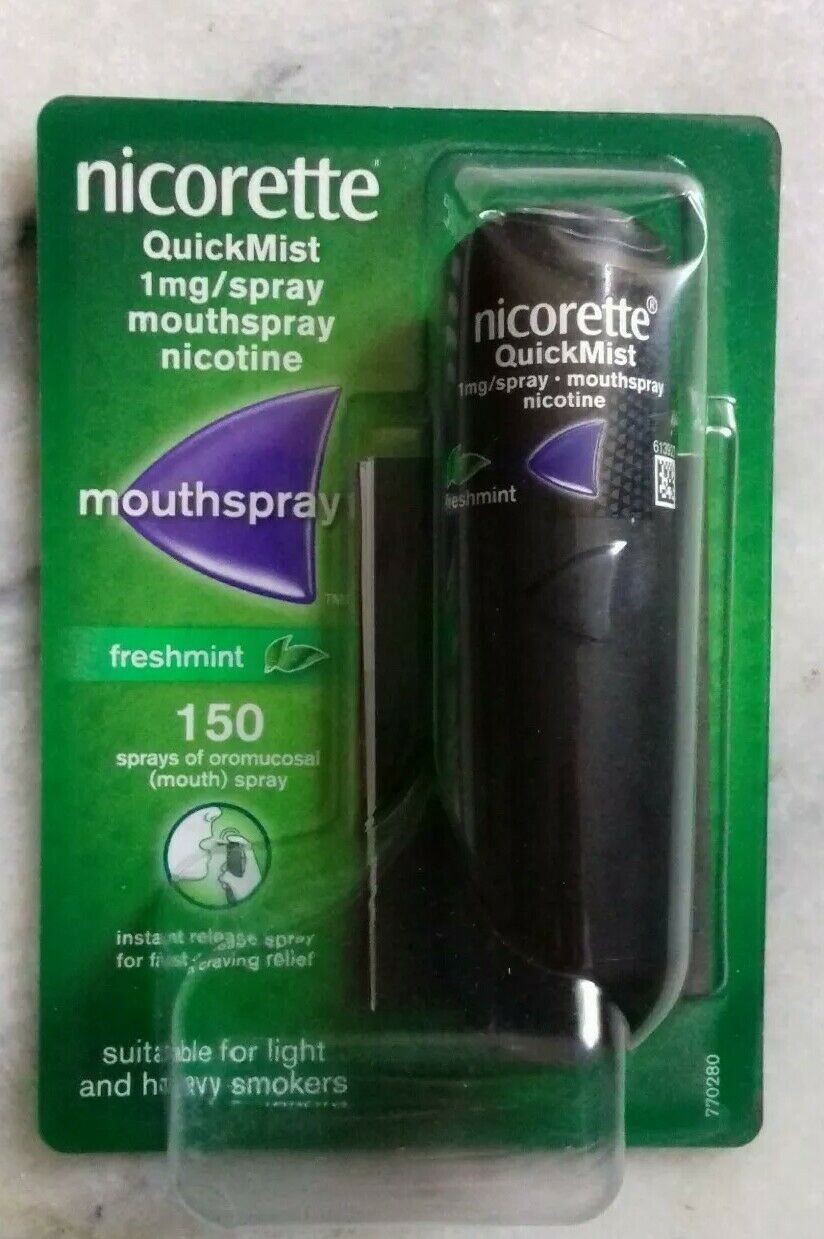 nicorette
QuickMist
1mg/spray
mouthspray
nicotine
mouthspray
TM
freshmint
150
sprays of oromucosal
(mouth) spray
instant release spray
for fast craving relief
suitable for light
and heavy smokers
nicorette®
QuickMist
1mg/spray · mouthspray
nicotine
freshmint
770280